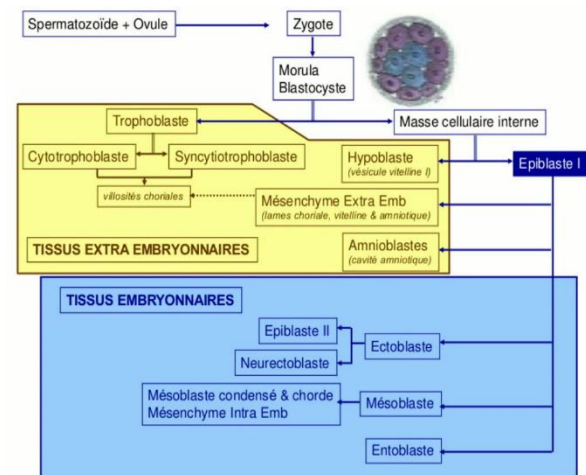 Spermatozoïde + Ovule
Zygote
Morula
Blastocyste
Trophoblaste
Masse cellulaire interne
Cytotrophoblaste
Syncytiotrophoblaste
Hypoblaste
(vésicule vitelline I)
Epiblaste I
villosités choriales
Mésenchyme Extra Emb
(lames choriale, vitelline & amniotique)
TISSUS EXTRA EMBRYONNAIRES
Amnioblastes
(cavité amniotique)
TISSUS EMBRYONNAIRES
Epiblaste II
Ectoblaste
Neurectoblaste
Mésoblaste condensé & chorde
Mésenchyme Intra Emb
Mésoblaste
Entoblaste